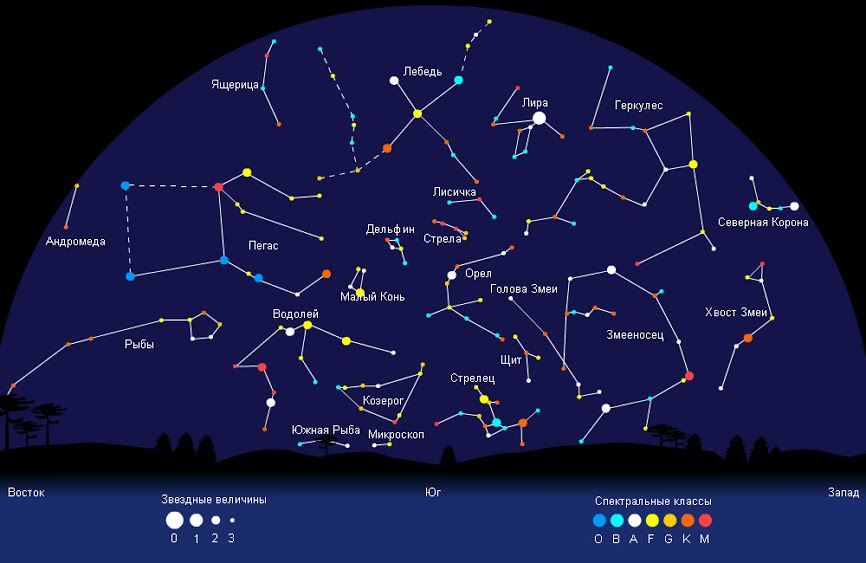 Лебедь
Ящерица
Лира
Геркулес
Лисичка
Северная Корона
Дельфин
Стрела
Андромеда
Пегас
Орел
Голова Змеи
Малый Конь
Водолей
Хвост Змеи
Змееносец
Рыбы
Щит
Стрелец
Козерог
Южная Рыба
Микроскоп
Восток
Юг
Запад
Звездные величины
0 1 2 3
Спектральные классы
O B A F G K M